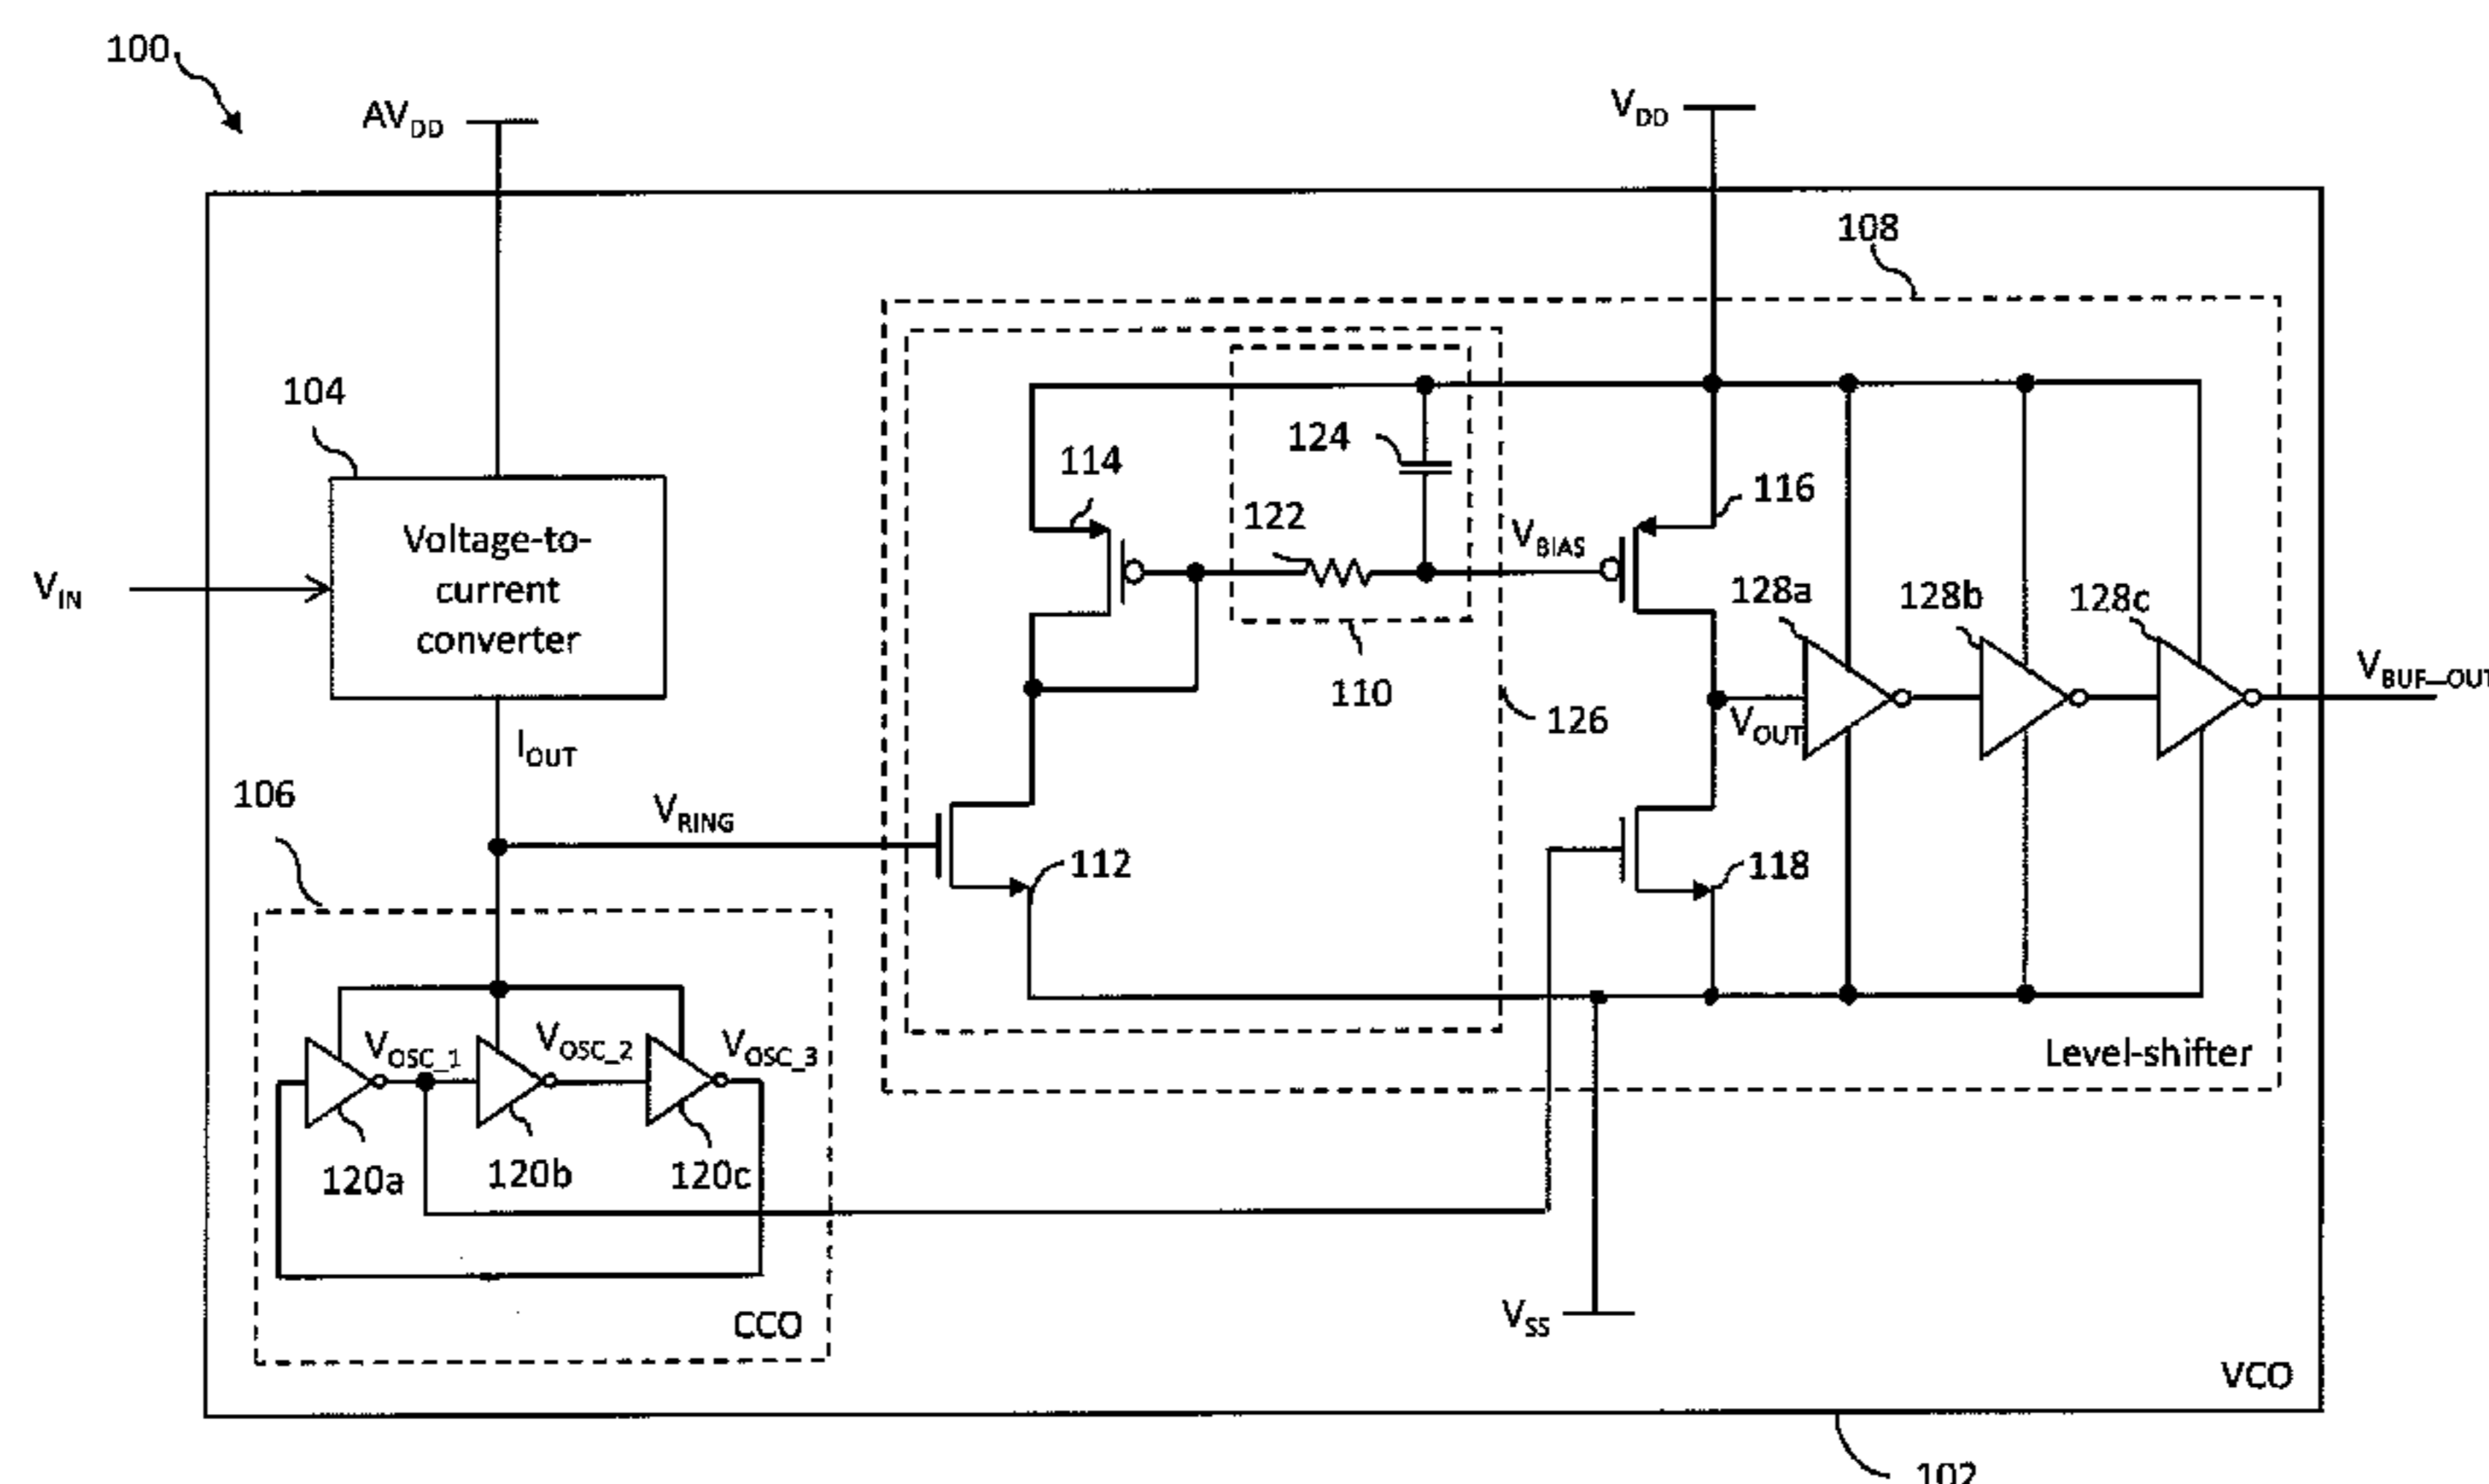 100
AVDD
VDD
108
104
124
114
116
122
VBIAS
Voltage-to-
current
converter
VIN
128a
128b
128c
VBUF_OUT
110
126
VOUT
IOUT
106
VRING
112
118
VOSC_1
VOSC_2
VOSC_3
Level-shifter
120a
120b
120c
CCO
VSS
VCO
102